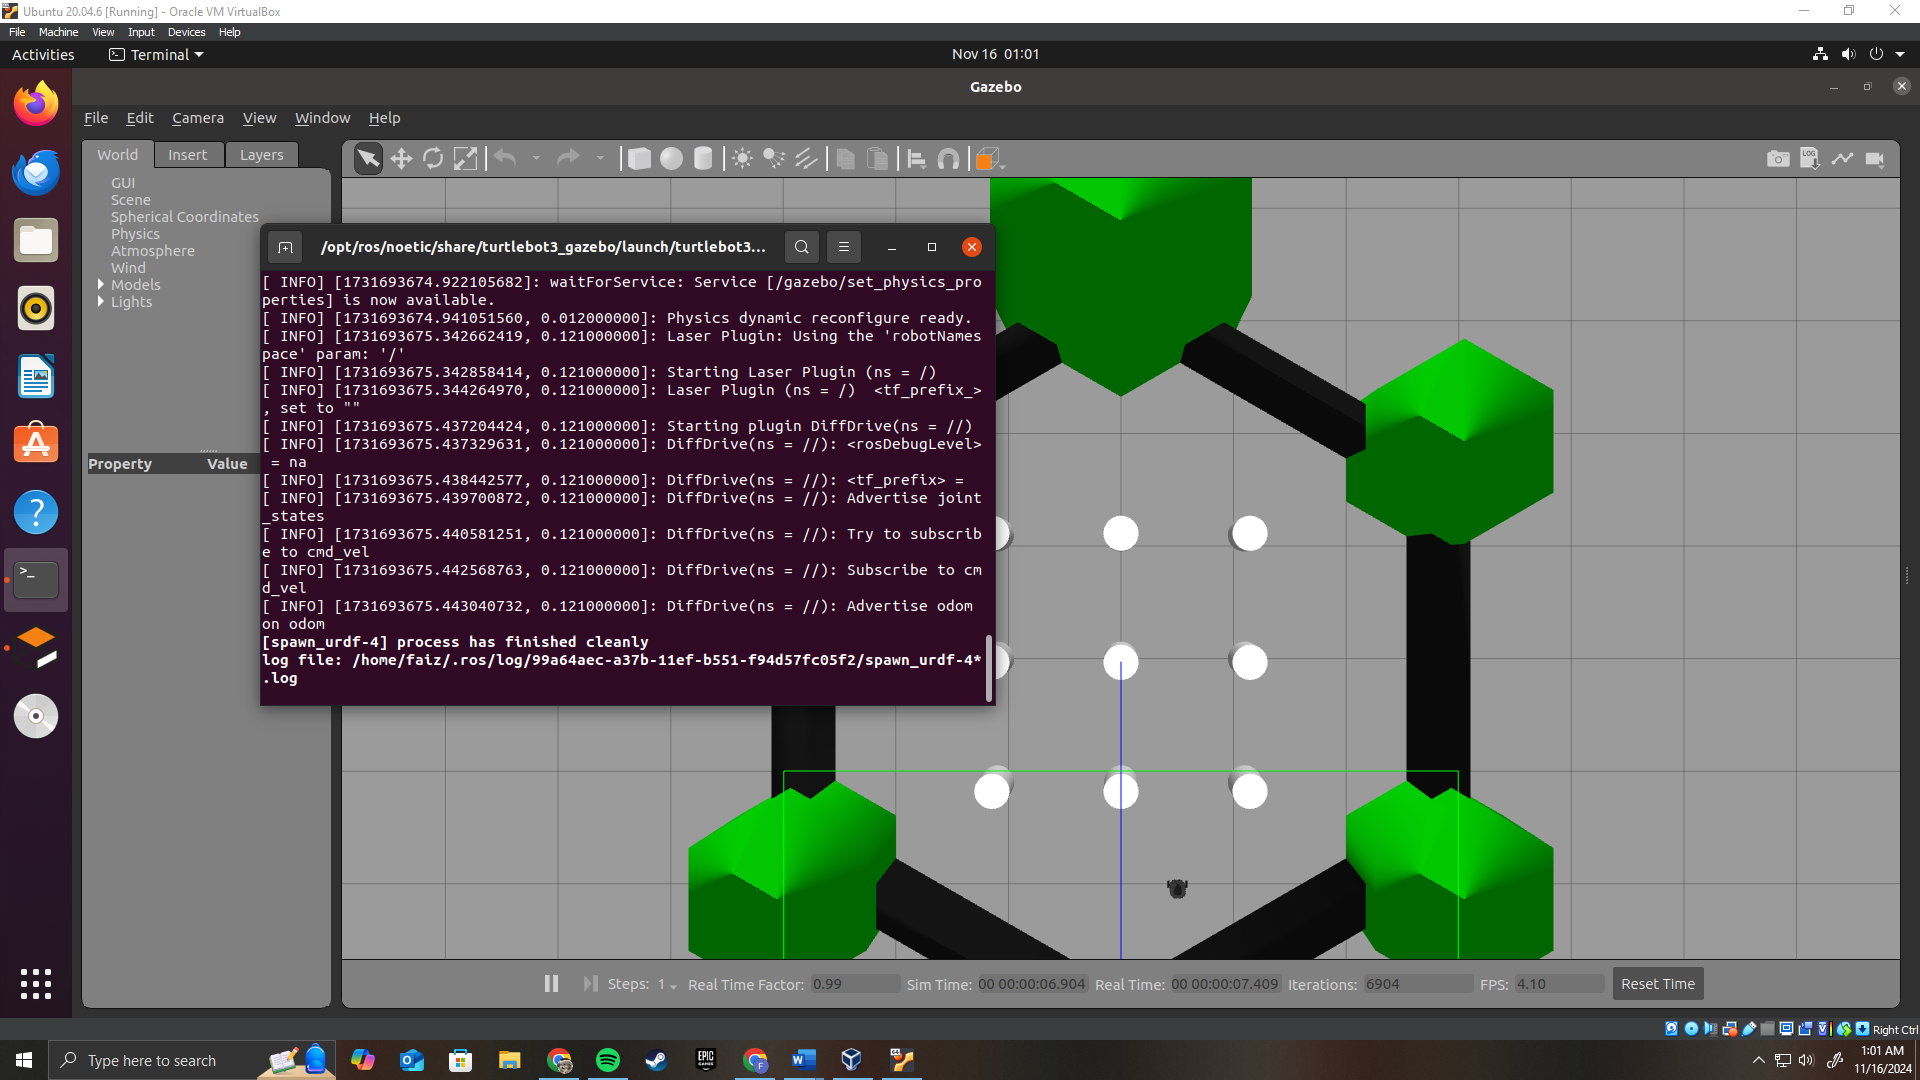 Ubuntu 20.04.6 [Running] - Oracle VM VirtualBox
File Machine View Input Devices Help
Activities Terminal Nov 16 01:01
Gazebo
File Edit Camera View Window Help
World Insert Layers
GUI
Scene
Spherical Coordinates
Physics
Atmosphere
Wind
Models
Lights
Property Value
/opt/ros/noetic/share/turtlebot3_gazebo/launch/turtlebot3...
[ INFO] [1731693674.922105682]: waitForService: Service [/gazebo/set_physics_pro
perties] is now available.
[ INFO] [1731693674.941051560, 0.012000000]: Physics dynamic reconfigure ready.
[ INFO] [1731693675.342662419, 0.121000000]: Laser Plugin: Using the 'robotNames
pace' param: '/'
[ INFO] [1731693675.342858414, 0.121000000]: Starting Laser Plugin (ns = /)
[ INFO] [1731693675.344264970, 0.121000000]: Laser Plugin (ns = /)  <tf_prefix_>
, set to ""
[ INFO] [1731693675.437204424, 0.121000000]: Starting plugin DiffDrive(ns = //)
[ INFO] [1731693675.437329631, 0.121000000]: DiffDrive(ns = //): <rosDebugLevel>
 = na
[ INFO] [1731693675.438442577, 0.121000000]: DiffDrive(ns = //): <tf_prefix> =
[ INFO] [1731693675.439700872, 0.121000000]: DiffDrive(ns = //): Advertise joint
_states
[ INFO] [1731693675.440581251, 0.121000000]: DiffDrive(ns = //): Try to subscrib
e to cmd_vel
[ INFO] [1731693675.442568763, 0.121000000]: DiffDrive(ns = //): Subscribe to cm
d_vel
[ INFO] [1731693675.443040732, 0.121000000]: DiffDrive(ns = //): Advertise odom
on odom
[spawn_urdf-4] process has finished cleanly
log file: /home/faiz/.ros/log/99a64aec-a37b-11ef-b551-f94d57fc05f2/spawn_urdf-4*
.log
Steps: 1 Real Time Factor: 0.99 Sim Time: 00 00:00:06.904 Real Time: 00 00:00:07.409 Iterations: 6904 FPS: 4.10 Reset Time
Right Ctrl
Type here to search
EPIC GAMES
1:01 AM
11/16/2024